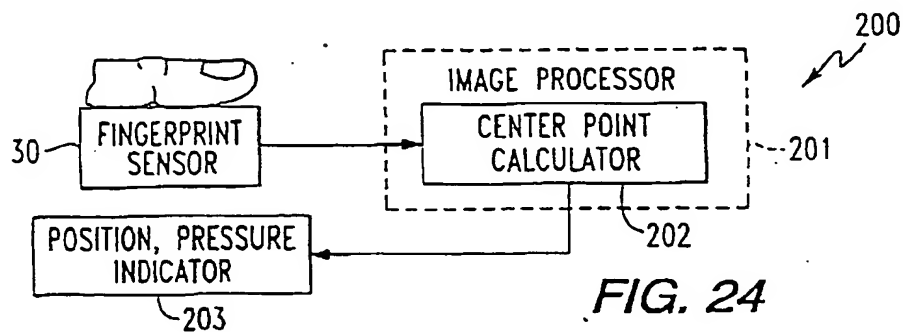 200
IMAGE PROCESSOR
FINGERPRINT
SENSOR
30
CENTER POINT
CALCULATOR
201
202
POSITION, PRESSURE
INDICATOR
203
FIG. 24